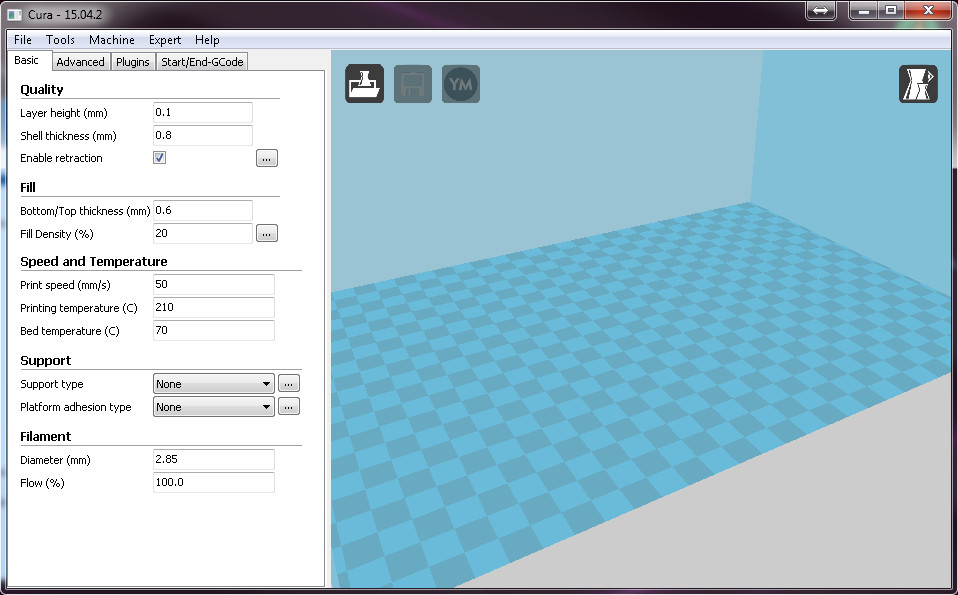 Cura - 15.04.2
File Tools Machine Expert Help
Basic Advanced Plugins Start/End-GCode
Quality
Layer height (mm) 0.1
Shell thickness (mm) 0.8
Enable retraction ...
Fill
Bottom/Top thickness (mm) 0.6
Fill Density (%) 20 ...
Speed and Temperature
Print speed (mm/s) 50
Printing temperature (C) 210
Bed temperature (C) 70
Support
Support type None ...
Platform adhesion type None ...
Filament
Diameter (mm) 2.85
Flow (%) 100.0
YM